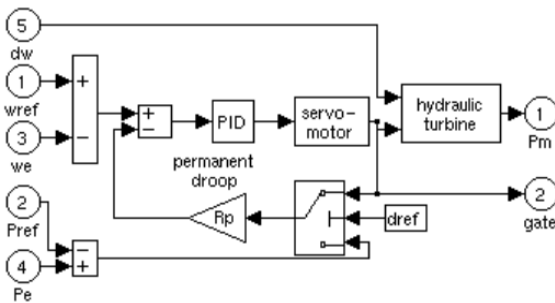 5
dw
1
wref
3
we
2
Pref
4
Pe
+
−
+
−
PID
servo-
motor
hydraulic
turbine
1
Pm
permanent
droop
Rp
dref
2
gate
−
+